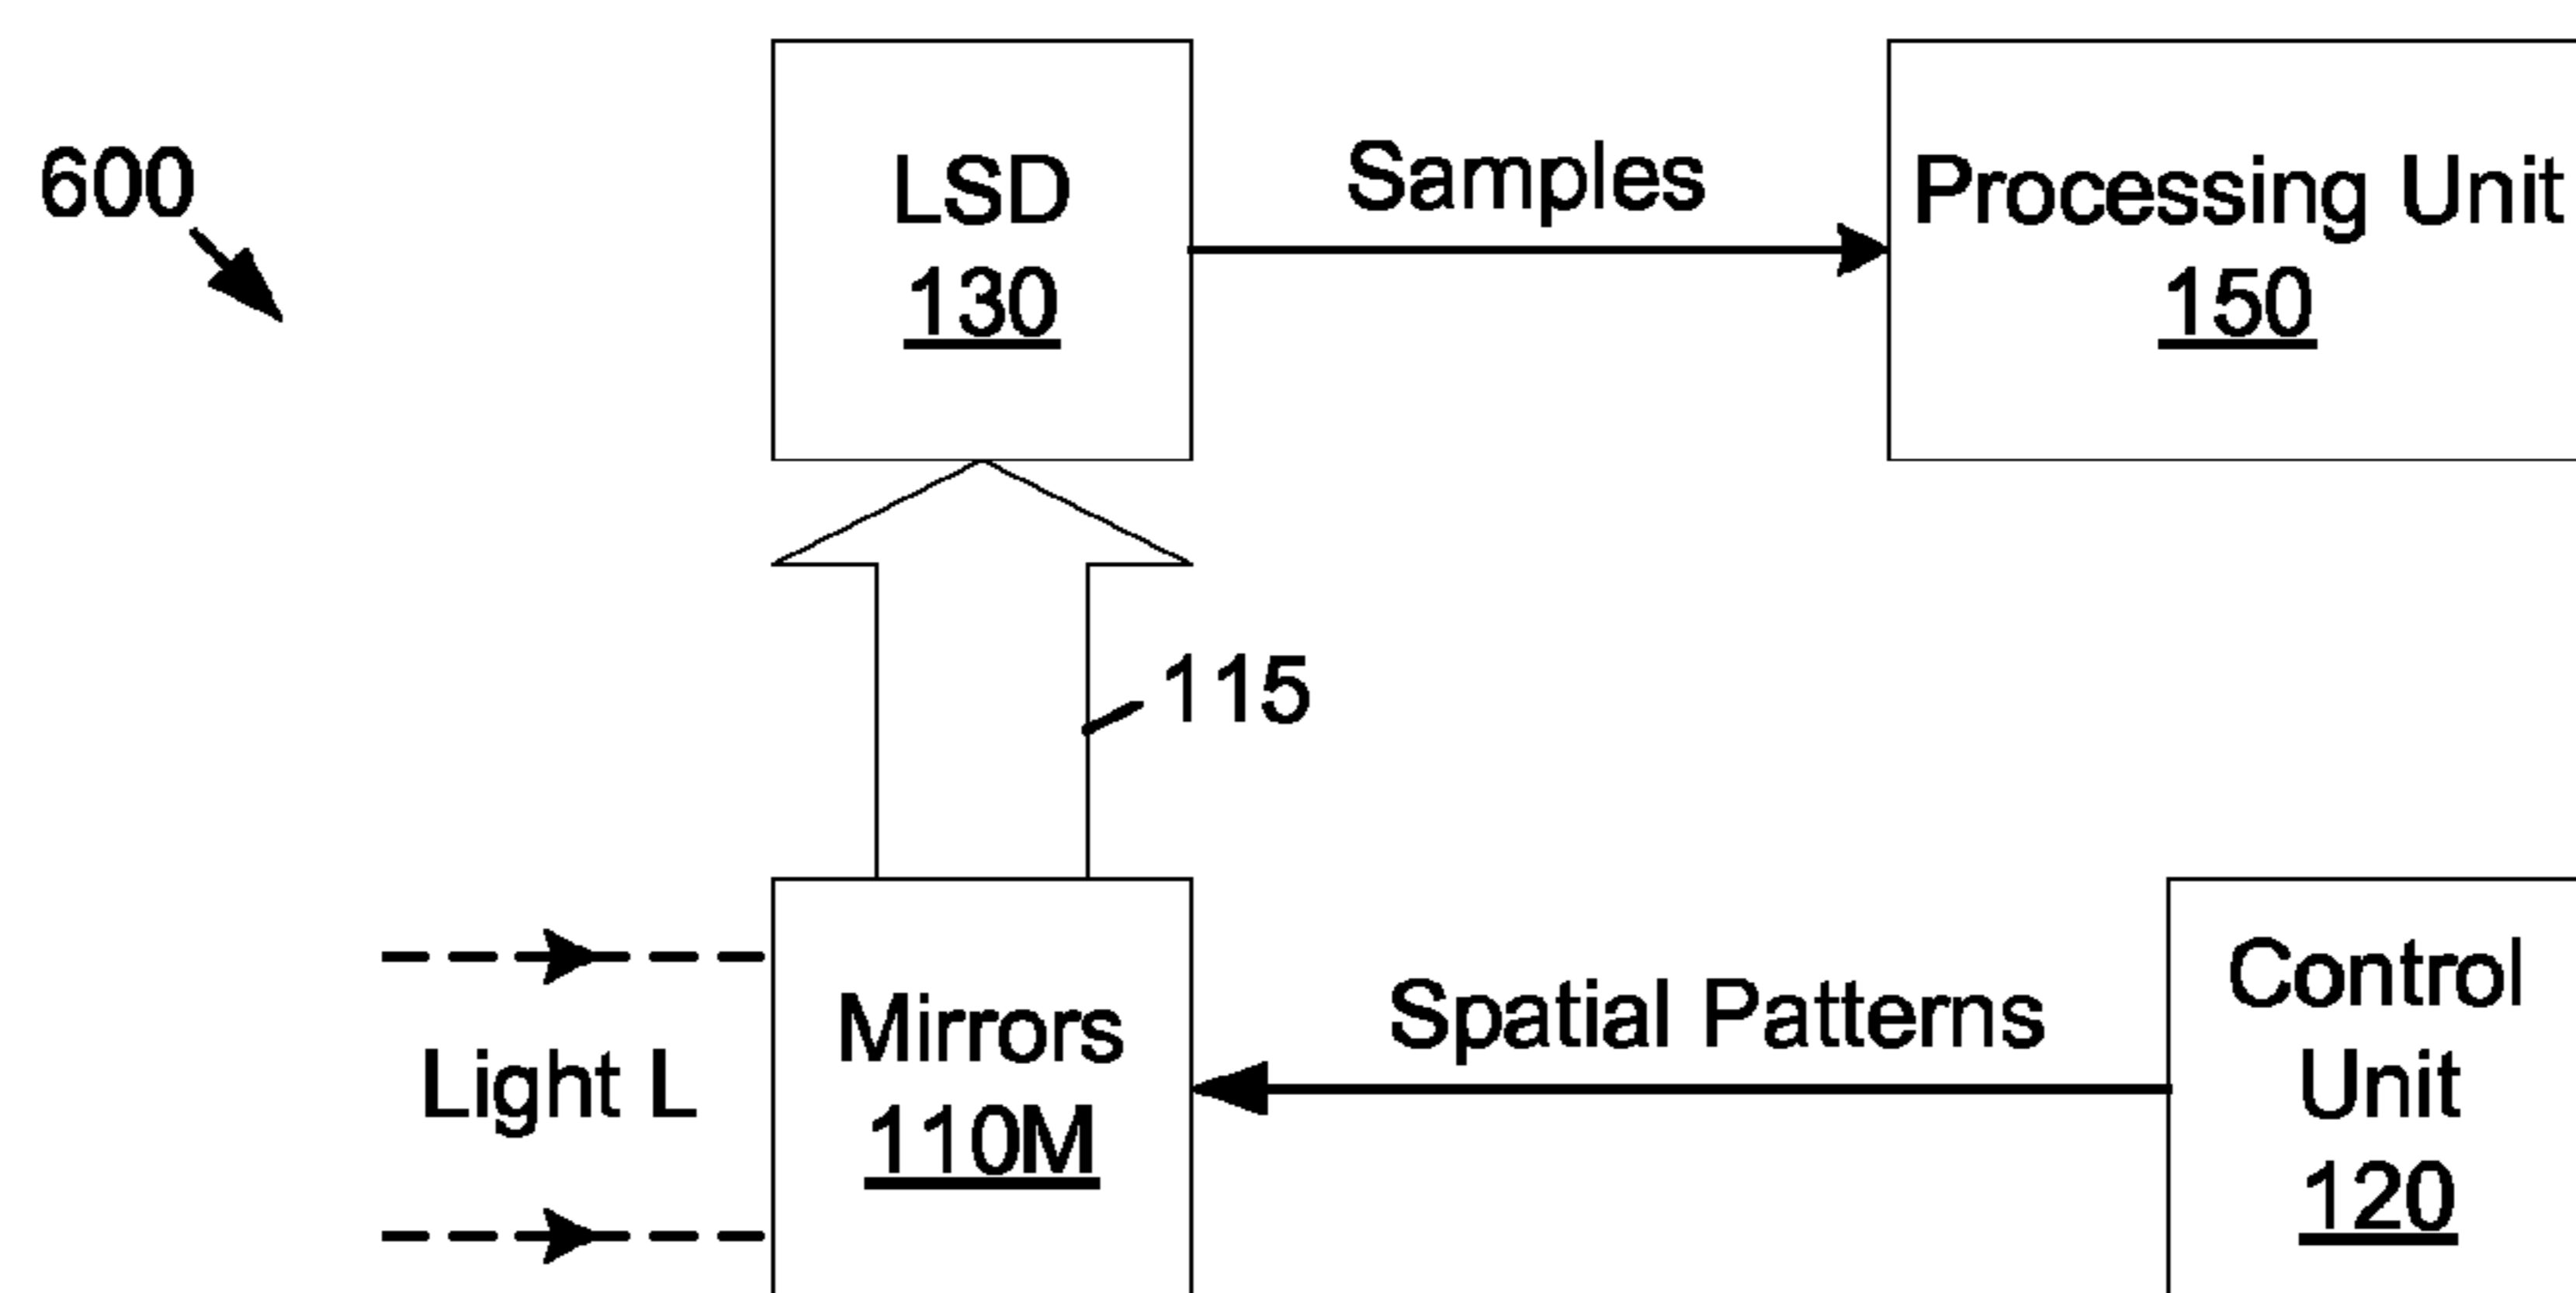 600
LSD
130
Samples
Processing Unit
150
115
Light L
Mirrors
110M
Spatial Patterns
Control
Unit
120